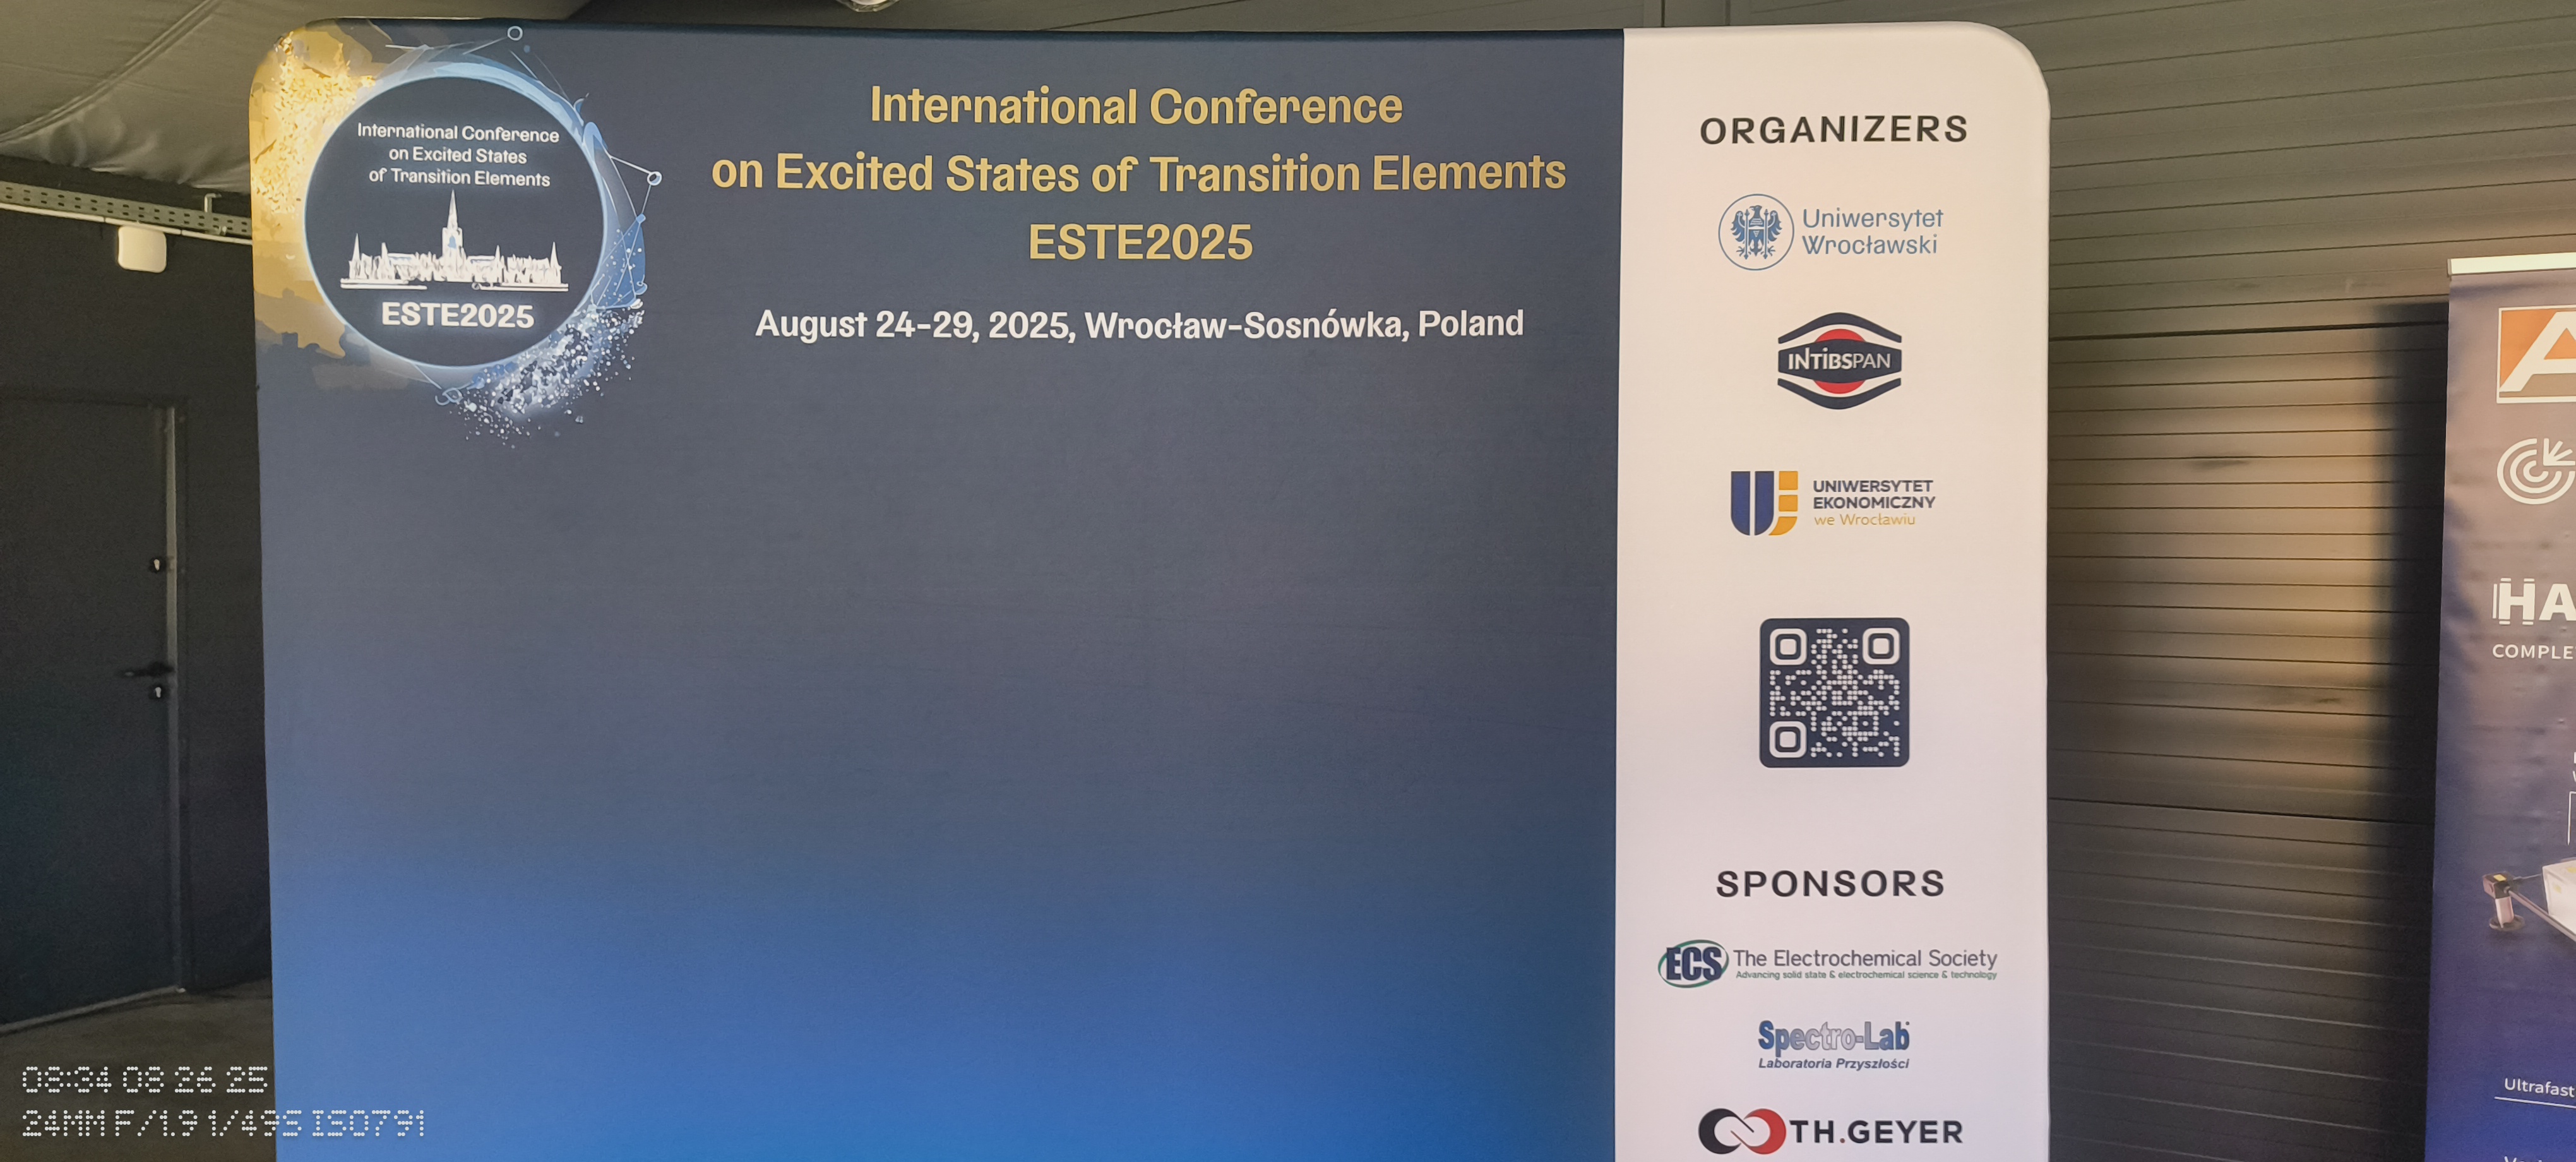 International Conference
on Excited States
of Transition Elements
ESTE2025
International Conference
on Excited States of Transition Elements
ESTE2025
August 24-29, 2025, Wrocław-Sosnówka, Poland
ORGANIZERS
Uniwersytet
Wrocławski
INTiBSPAN
UNIWERSYTET
EKONOMICZNY
we Wrocławiu
SPONSORS
ECS The Electrochemical Society
Advancing solid state & electrochemical science & technology
Spectro-Lab
Laboratoria Przyszłości
TH.GEYER
HA
COMPLE
Ultrafast
08:34 08 26 25
24MM F/1.9 1/49S ISO791